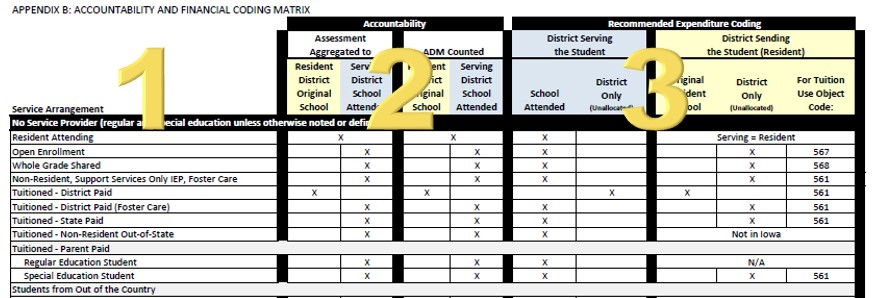 APPENDIX B: ACCOUNTABILITY AND FINANCIAL CODING MATRIX
Accountability Recommended Expenditure Coding
Assessment District Serving District Sending
Aggregated to ADM Counted the Student the Student (Resident)
Resident Serving
District District District District
Original School School District Only For Tuition
School Attended School Attended School Attended Only (Unallocated) Use Object
Service Arrangement Code:
1 2 3
No Service Provider (regular special education unless otherwise noted or
Resident Attending X X X Serving = Resident
Open Enrollment X X X X 567
Whole Grade Shared X X X X 568
Non-Resident, Support Services Only IEP, Foster Care X X X X 561
Tuitioned - District Paid X X X X 561
Tuitioned - District Paid (Foster Care) X X X X 561
Tuitioned - State Paid X X X X 561
Tuitioned - Non-Resident Out-of-State X X X Not in Iowa
Tuitioned - Parent Paid
Regular Education Student X X X N/A
Special Education Student X X X X 561
Students from Out of the Country